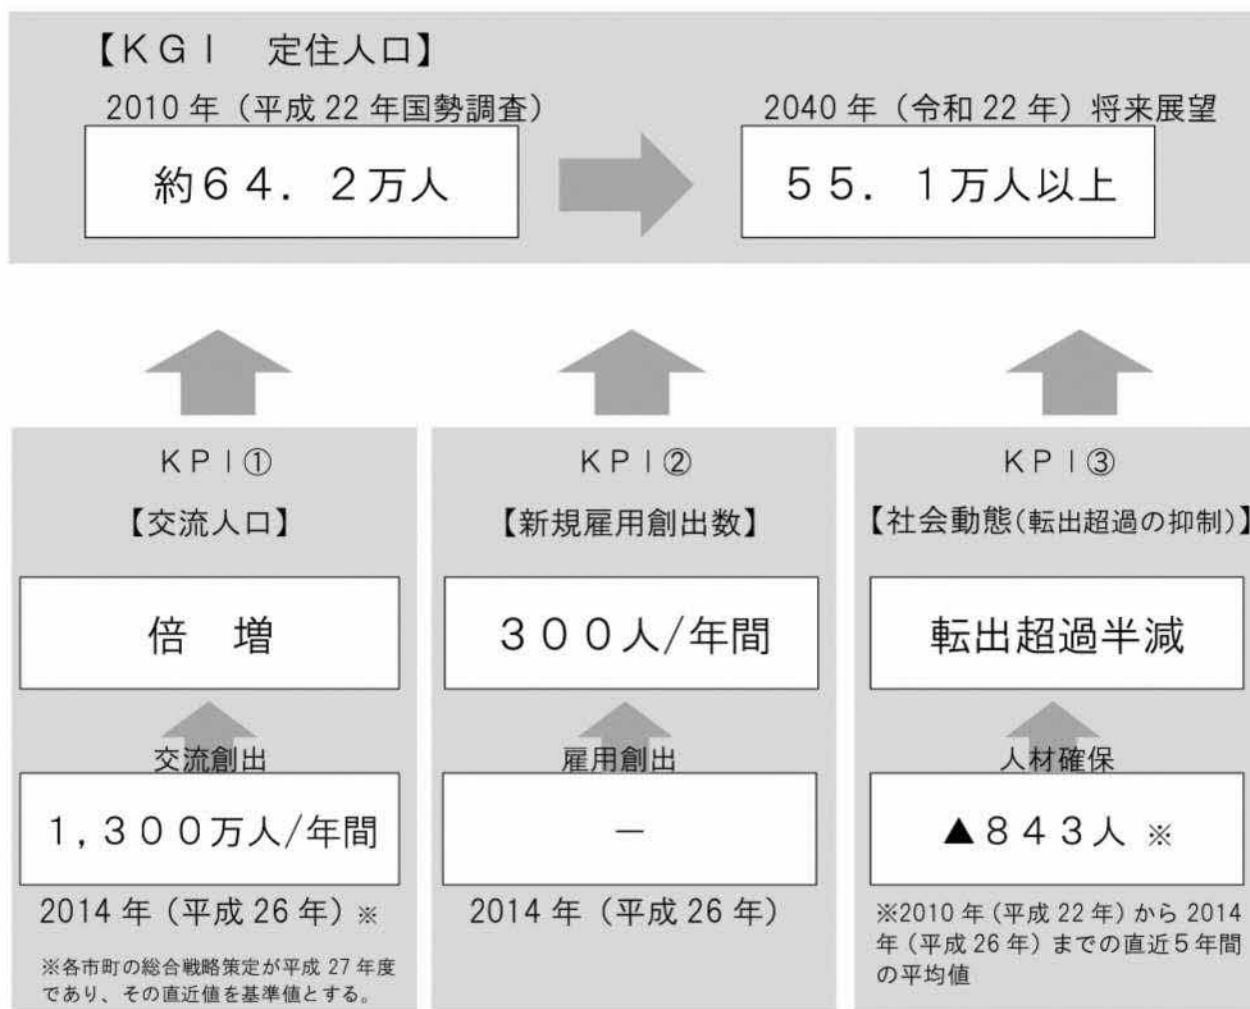 【ＫＧＩ　定住人口】
2010 年（平成 22 年国勢調査）
約６４．２万人
2040 年（令和 22 年）将来展望
５５．１万人以上
ＫＰＩ①
【交流人口】
倍　増
交流創出
１,３００万人/年間
2014 年（平成 26 年）※
※各市町の総合戦略策定が平成 27 年度
であり、その直近値を基準値とする。
ＫＰＩ②
【新規雇用創出数】
３００人/年間
雇用創出
－
2014 年（平成 26 年）
ＫＰＩ③
【社会動態(転出超過の抑制)】
転出超過半減
人材確保
▲８４３人 ※
※2010 年（平成 22 年）から 2014
年（平成 26 年）までの直近５年間
の平均値